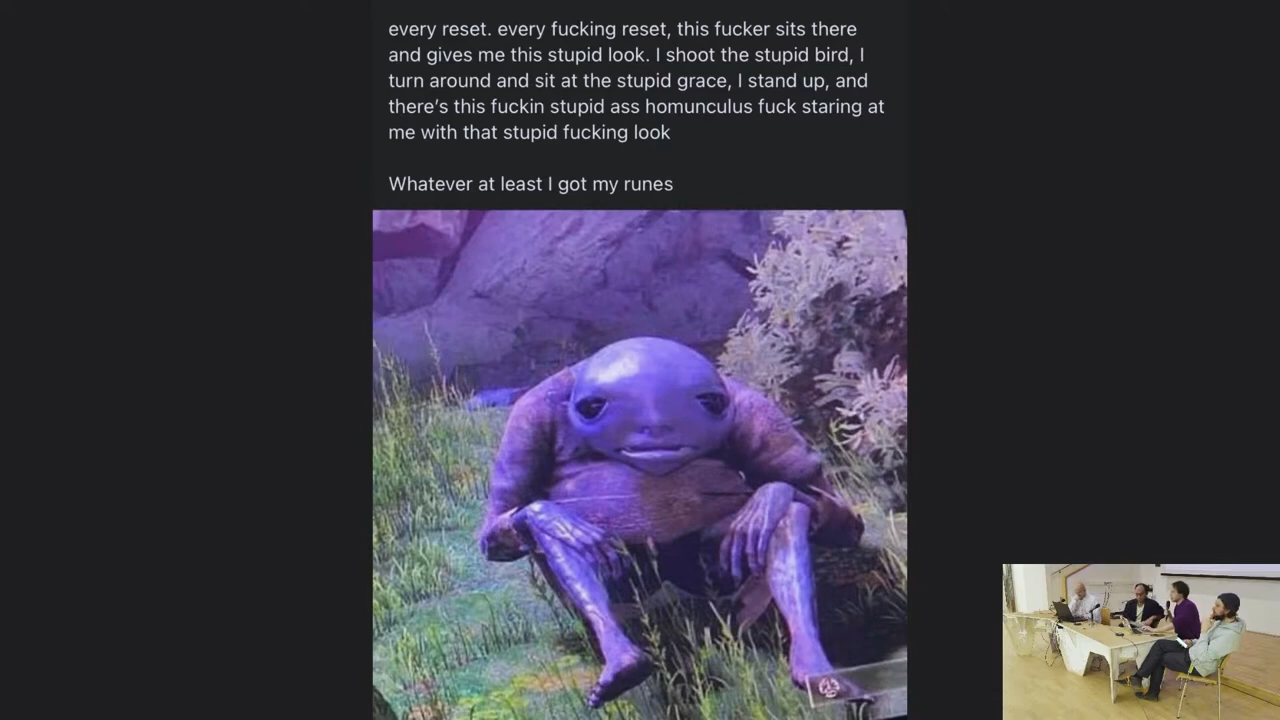 every reset. every fucking reset, this fucker sits there
and gives me this stupid look. I shoot the stupid bird, I
turn around and sit at the stupid grace, I stand up, and
there’s this fuckin stupid ass homunculus fuck staring at
me with that stupid fucking look
Whatever at least I got my runes